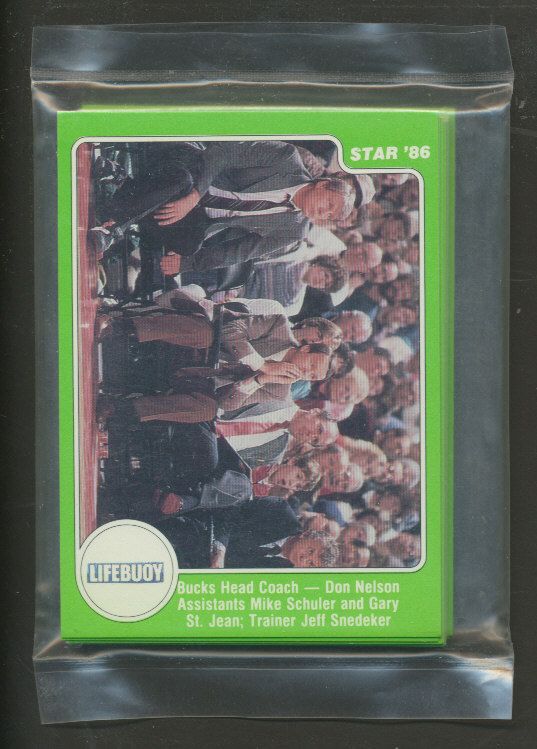 STAR '86
LIFEBUOY
Bucks Head Coach — Don Nelson
Assistants Mike Schuler and Gary
St. Jean; Trainer Jeff Snedeker